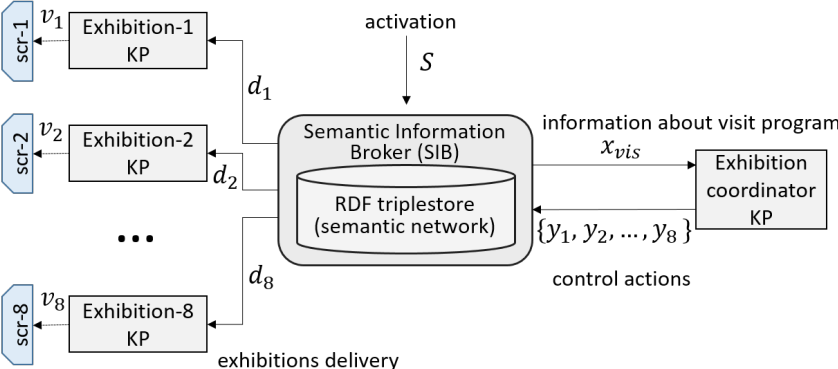 scr-1
v1
Exhibition-1
KP
d1
activation
S
scr-2
v2
Exhibition-2
KP
d2
Semantic Information
Broker (SIB)
RDF triplestore
(semantic network)
information about visit program
xvis
Exhibition
coordinator
KP
{y1, y2, ..., y8 }
control actions
...
scr-8
v8
Exhibition-8
KP
d8
exhibitions delivery